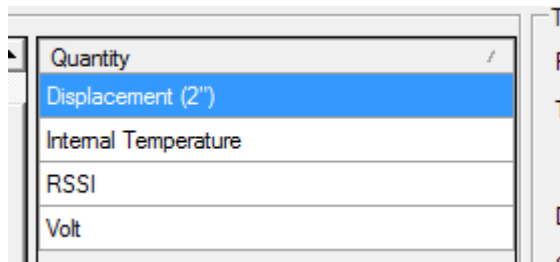 Quantity
Displacement (2")
Internal Temperature
RSSI
Volt